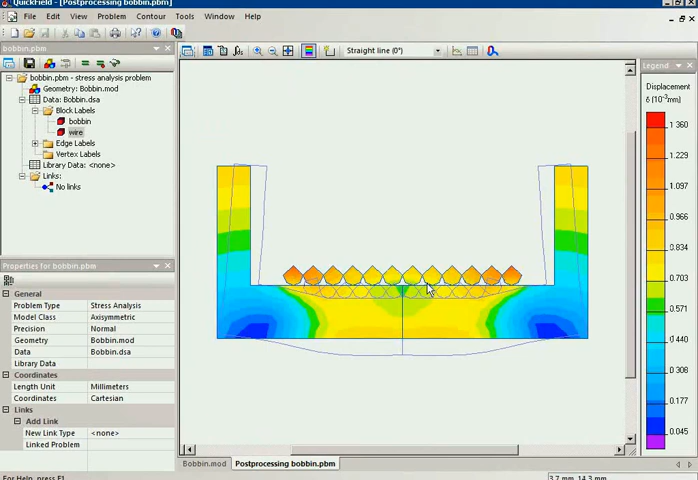 QuickField - [Postprocessing bobbin.pbm]
File Edit View Problem Contour Tools Window Help
Straight line (0°)
bobbin.pbm
bobbin.pbm - stress analysis problem
Geometry: Bobbin.mod
Data: Bobbin.dsa
Block Labels
bobbin
wire
Edge Labels
Vertex Labels
Library Data: <none>
Links:
No links
Properties for bobbin.pbm
General
Problem Type Stress Analysis
Model Class Axisymmetric
Precision Normal
Geometry Bobbin.mod
Data Bobbin.dsa
Library Data
Coordinates
Length Unit Millimeters
Coordinates Cartesian
Links
Add Link
New Link Type <none>
Linked Problem
Legend
Displacement
δ (10⁻³mm)
1.360
1.229
1.097
0.966
0.834
0.703
0.571
0.440
0.308
0.177
0.045
Bobbin.mod Postprocessing bobbin.pbm
For Help, press F1
3.7 mm, 14.3 mm